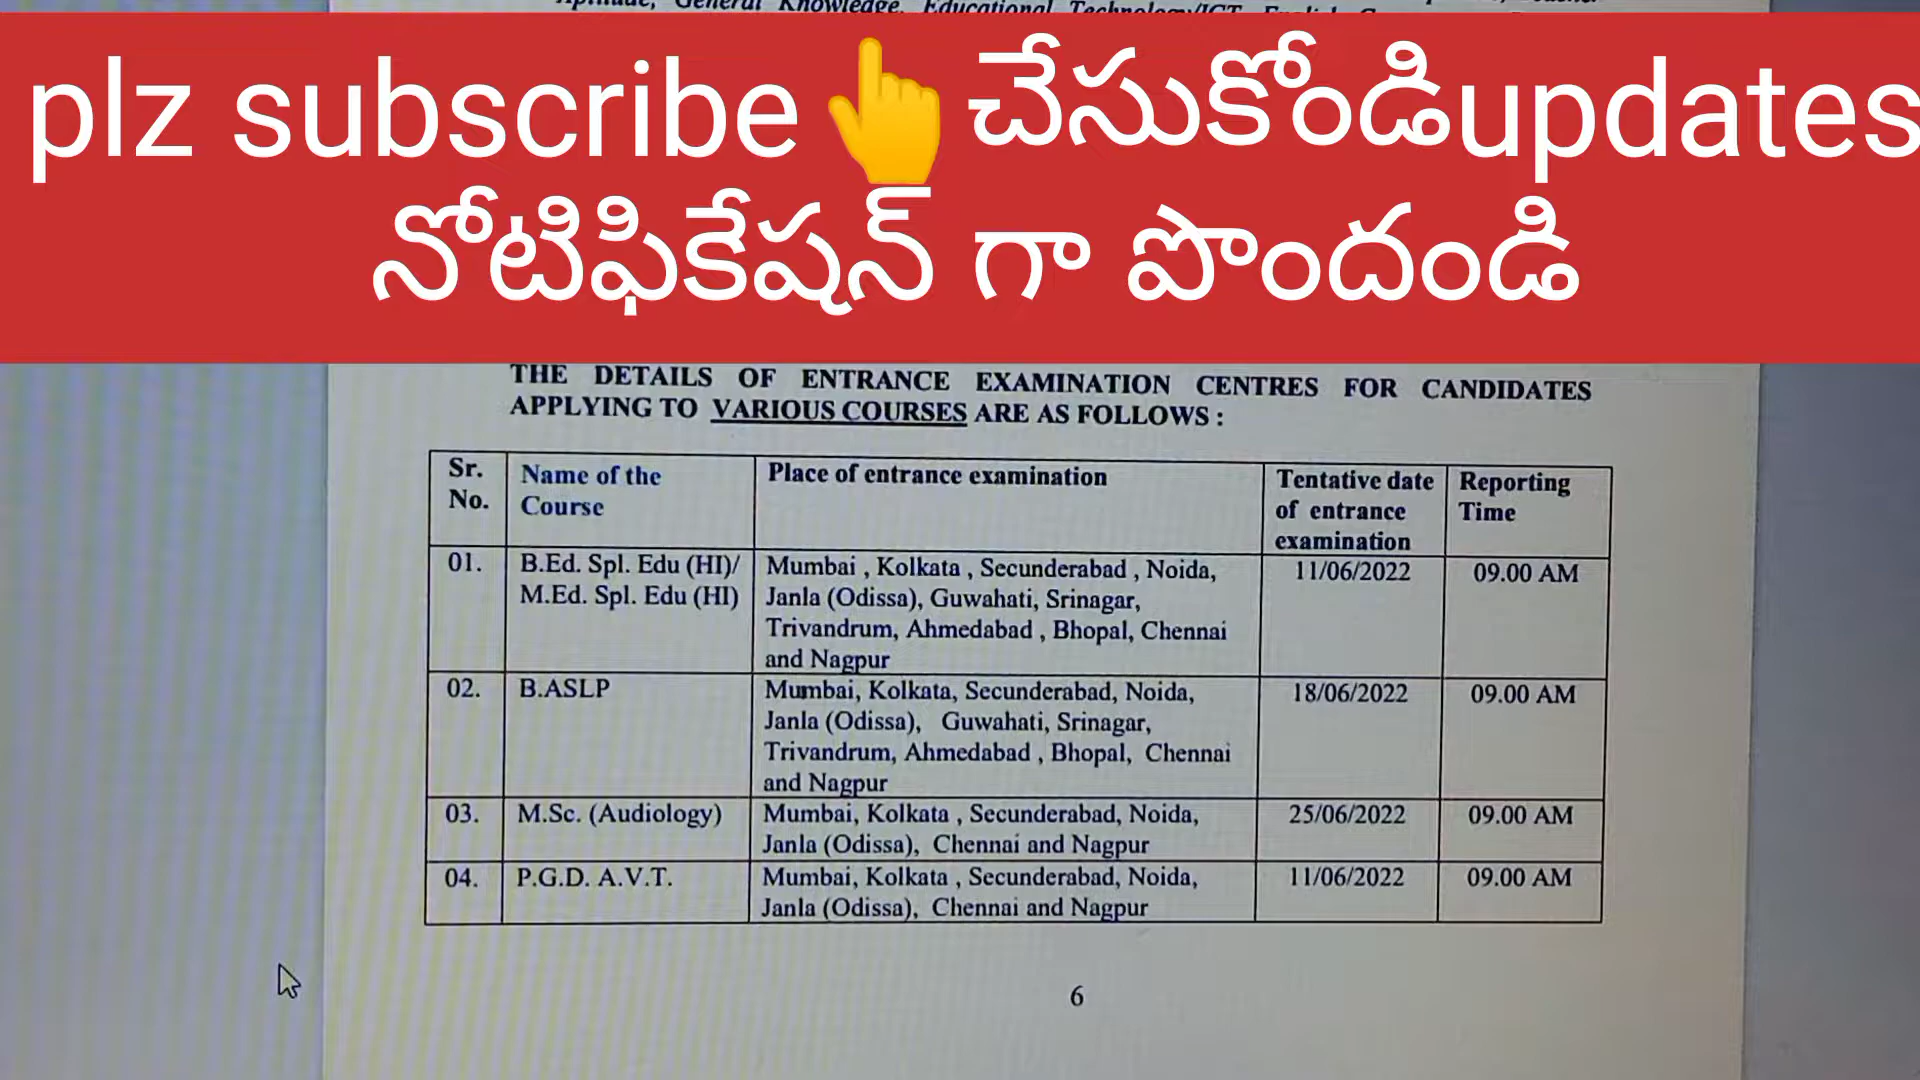 General Knowledge, Educational Technology/ICT, English
plz subscribe👆చేసుకోండిupdates
నోటిఫికేషన్ గా పొందండి
THE DETAILS OF ENTRANCE EXAMINATION CENTRES FOR CANDIDATES
APPLYING TO VARIOUS COURSES ARE AS FOLLOWS :
Sr. No. Name of the Course Place of entrance examination Tentative date of entrance examination Reporting Time
01. B.Ed. Spl. Edu (HI)/ Mumbai , Kolkata , Secunderabad , Noida, 11/06/2022 09.00 AM
M.Ed. Spl. Edu (HI) Janla (Odissa), Guwahati, Srinagar,
Trivandrum, Ahmedabad , Bhopal, Chennai
and Nagpur
02. B.ASLP Mumbai, Kolkata, Secunderabad, Noida, 18/06/2022 09.00 AM
Janla (Odissa), Guwahati, Srinagar,
Trivandrum, Ahmedabad , Bhopal, Chennai
and Nagpur
03. M.Sc. (Audiology) Mumbai, Kolkata , Secunderabad, Noida, 25/06/2022 09.00 AM
Janla (Odissa), Chennai and Nagpur
04. P.G.D. A.V.T. Mumbai, Kolkata , Secunderabad, Noida, 11/06/2022 09.00 AM
Janla (Odissa), Chennai and Nagpur
6